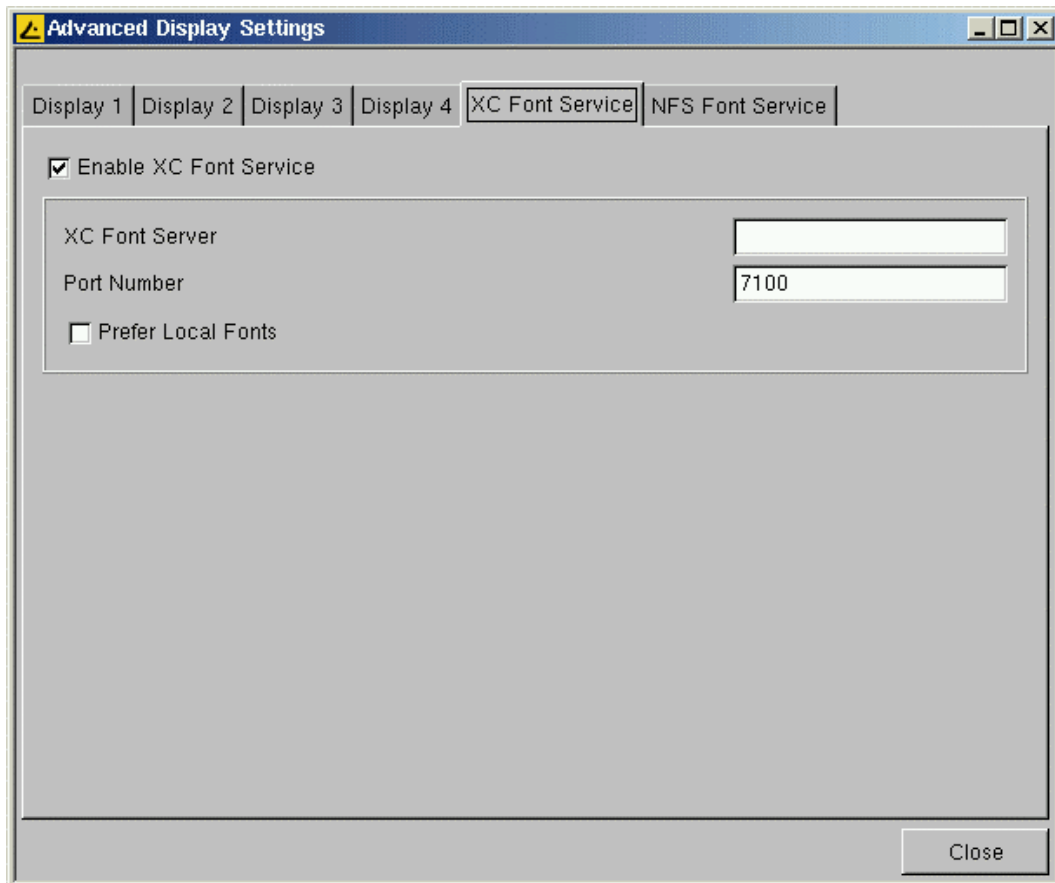 Advanced Display Settings
Display 1 Display 2 Display 3 Display 4 XC Font Service NFS Font Service
Enable XC Font Service
XC Font Server
Port Number 7100
Prefer Local Fonts
Close